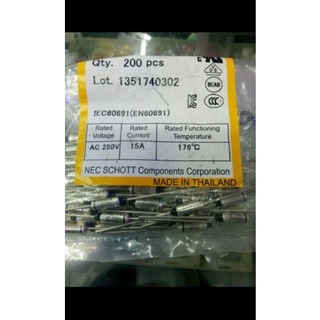 Qty. 200 pcs
Lot. 1351740302
BEAB
IEC60691(EN60691)
Rated Voltage Rated Current Rated Functioning Temperature
AC 250V 15A 176℃
NEC SCHOTT Components Corporation
MADE IN THAILAND